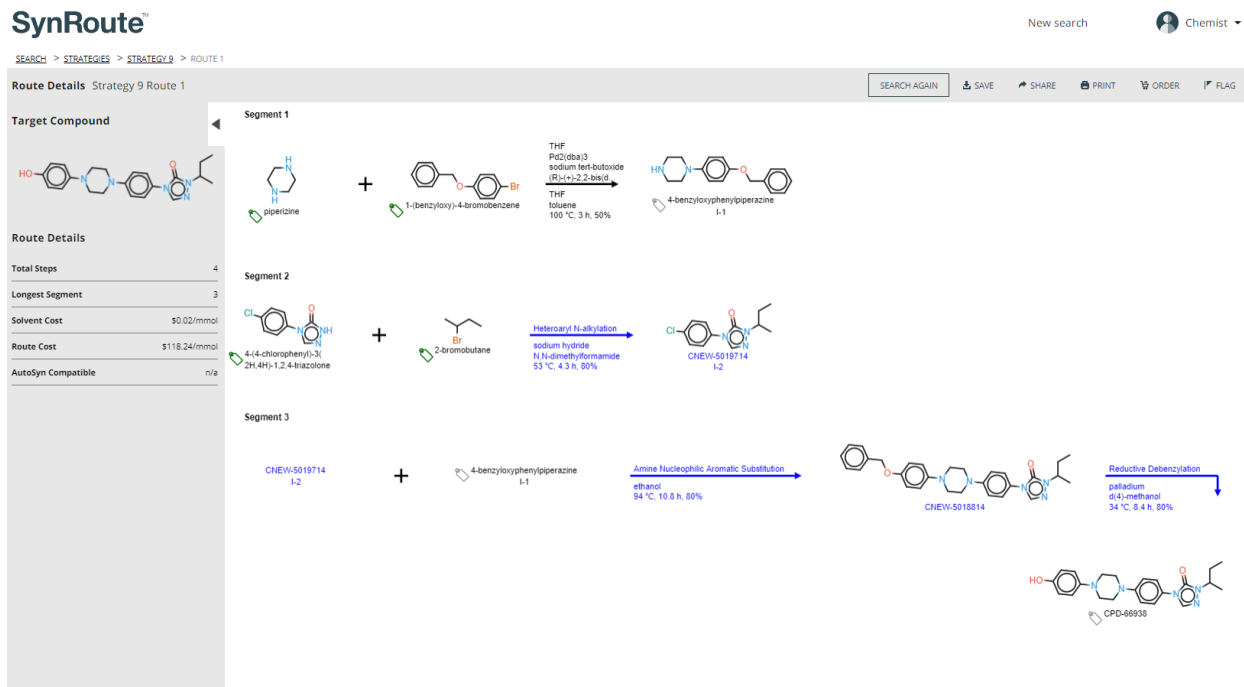 SynRoute™
New search
Chemist
SEARCH > STRATEGIES > STRATEGY 9 > ROUTE 1
Route Details Strategy 9 Route 1
SEARCH AGAIN
SAVE
SHARE
PRINT
ORDER
FLAG
Target Compound
HO
N
N
N
O
N
N
Route Details
Total Steps 4
Longest Segment 3
Solvent Cost $0.02/mmol
Route Cost $118.24/mmol
AutoSyn Compatible n/a
Segment 1
H
N
N
H
piperizine
+
O
Br
1-(benzyloxy)-4-bromobenzene
THF
Pd2(dba)3
sodium tert-butoxide
(R)-(+)-2,2-bis(d...
THF
toluene
100 °C, 3 h, 50%
HN
N
O
4-benzyloxyphenylpiperazine
I-1
Segment 2
Cl
N
O
NH
N
4-(4-chlorophenyl)-3(
2H,4H)-1,2,4-triazolone
+
Br
2-bromobutane
Heteroaryl N-alkylation
sodium hydride
N,N-dimethylformamide
53 °C, 4.3 h, 80%
Cl
N
O
N
N
CNEW-5019714
I-2
Segment 3
CNEW-5019714
I-2
+
4-benzyloxyphenylpiperazine
I-1
Amine Nucleophilic Aromatic Substitution
ethanol
94 °C, 10.8 h, 80%
O
N
N
N
O
N
N
CNEW-5018814
Reductive Debenzylation
palladium
d(4)-methanol
34 °C, 8.4 h, 80%
HO
N
N
N
O
N
N
CPD-66938